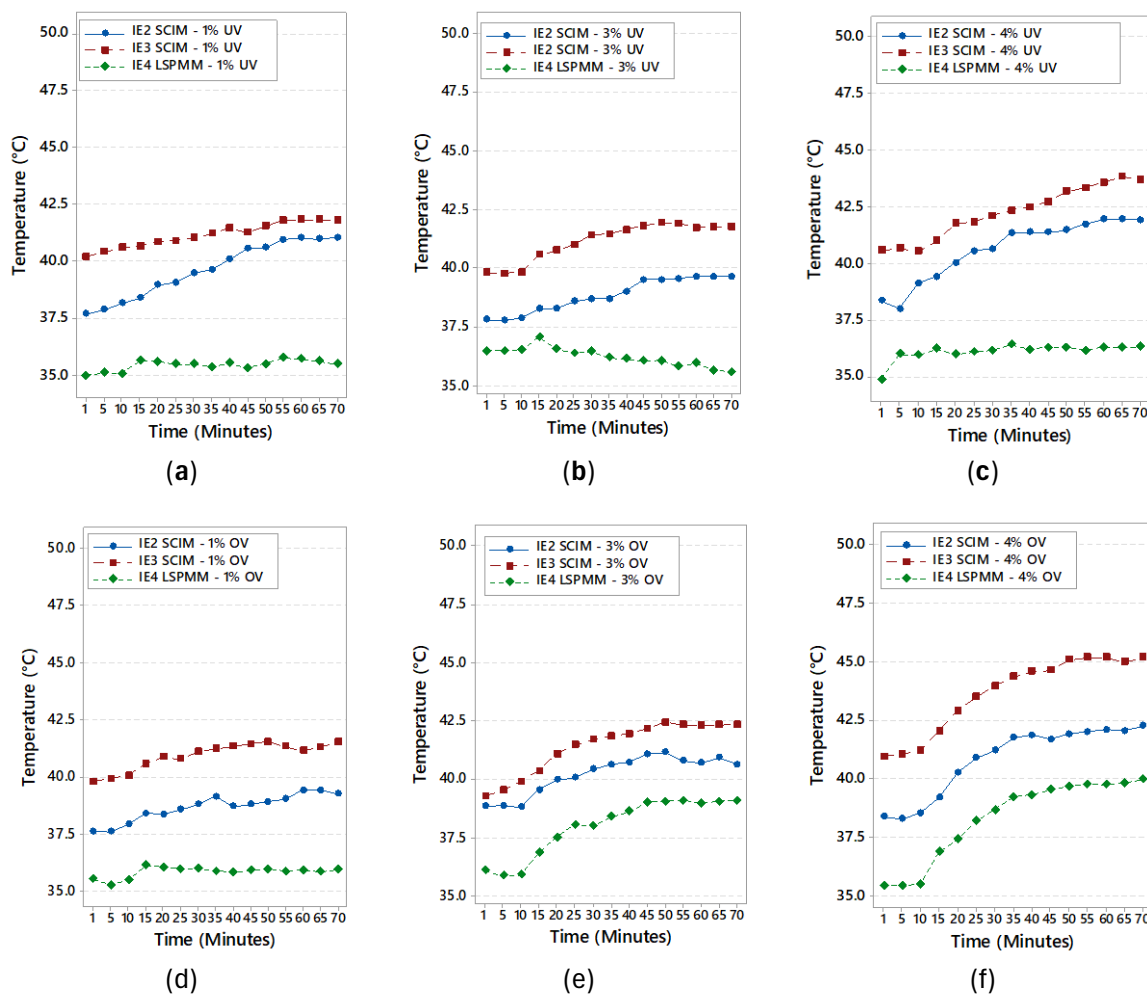 IE2 SCIM - 1% UV
IE3 SCIM - 1% UV
IE4 LSPMM - 1% UV
Temperature (°C)
50.0
47.5
45.0
42.5
40.0
37.5
35.0
1 5 10 15 20 25 30 35 40 45 50 55 60 65 70
Time (Minutes)
(a)
IE2 SCIM - 3% UV
IE2 SCIM - 3% UV
IE4 LSPMM - 3% UV
Temperature (°C)
50.0
47.5
45.0
42.5
40.0
37.5
35.0
1 5 10 15 20 25 30 35 40 45 50 55 60 65 70
Time (Minutes)
(b)
IE2 SCIM - 4% UV
IE3 SCIM - 4% UV
IE4 LSPMM - 4% UV
Temperature (°C)
50.0
47.5
45.0
42.5
40.0
37.5
35.0
1 5 10 15 20 25 30 35 40 45 50 55 60 65 70
Time (Minutes)
(c)
IE2 SCIM - 1% OV
IE3 SCIM - 1% OV
IE4 LSPMM - 1% OV
Temperature (°C)
50.0
47.5
45.0
42.5
40.0
37.5
35.0
1 5 10 15 20 25 30 35 40 45 50 55 60 65 70
Time (Minutes)
(d)
IE2 SCIM - 3% OV
IE3 SCIM - 3% OV
IE4 LSPMM - 3% OV
Temperature (°C)
50.0
47.5
45.0
42.5
40.0
37.5
35.0
1 5 10 15 20 25 30 35 40 45 50 55 60 65 70
Time (Minutes)
(e)
IE2 SCIM - 4% OV
IE3 SCIM - 4% OV
IE4 LSPMM - 4% OV
Temperature (°C)
50.0
47.5
45.0
42.5
40.0
37.5
35.0
1 5 10 15 20 25 30 35 40 45 50 55 60 65 70
Time (Minutes)
(f)